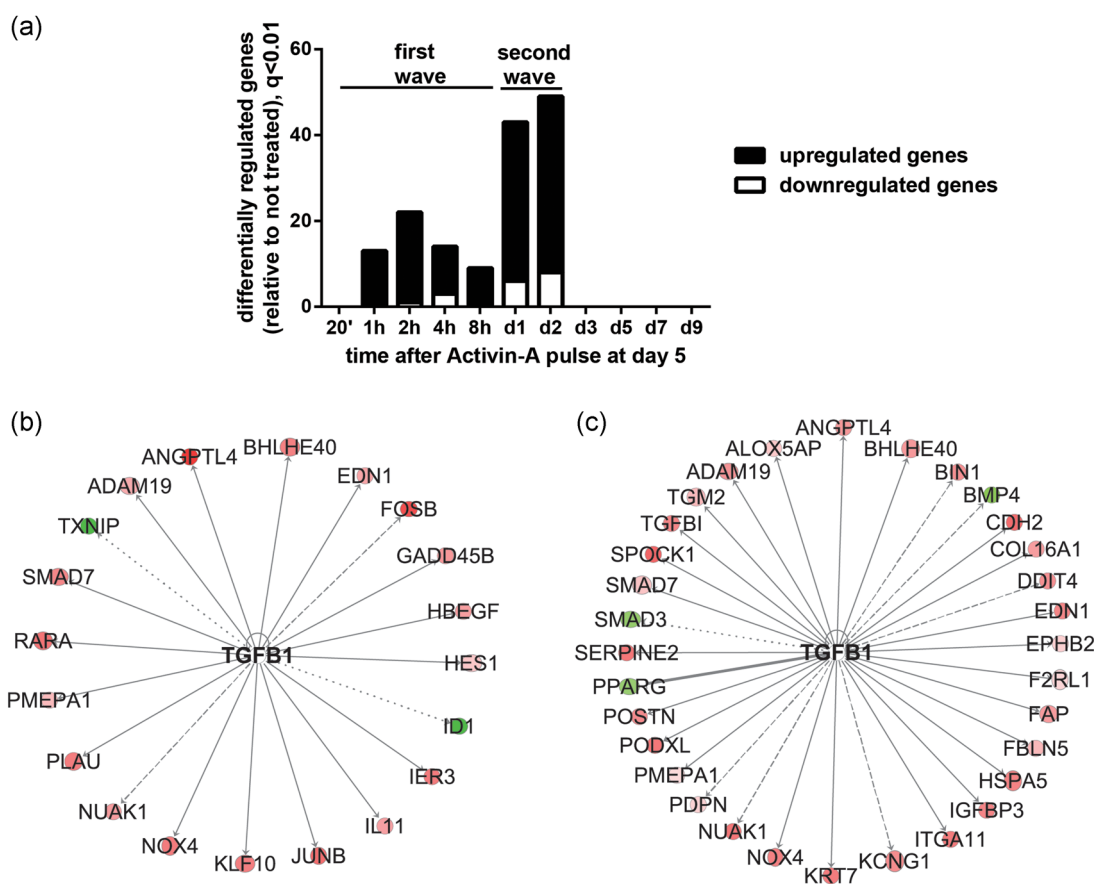 (a)
differentially regulated genes
(relative to not treated), q<0.01
60
40
20
0
first
wave
second
wave
20' 1h 2h 4h 8h d1 d2 d3 d5 d7 d9
time after Activin-A pulse at day 5
upregulated genes
downregulated genes
(b)
BHLHE40
ANGPTL4
EDN1
ADAM19
FOSB
TXNIP
GADD45B
SMAD7
HBEGF
RARA
TGFB1
HES1
PMEPA1
ID1
PLAU
IER3
NUAK1
IL11
NOX4
JUNB
KLF10
(c)
ANGPTL4
ALOX5AP
BHLHE40
ADAM19
BIN1
TGM2
BMP4
TGFBI
CDH2
SPOCK1
COL16A1
SMAD7
DDIT4
SMAD3
EDN1
SERPINE2
TGFB1
EPHB2
PPARG
F2RL1
POSTN
FAP
PODXL
FBLN5
PMEPA1
HSPA5
PDPN
IGFBP3
NUAK1
ITGA11
NOX4
KCNG1
KRT7